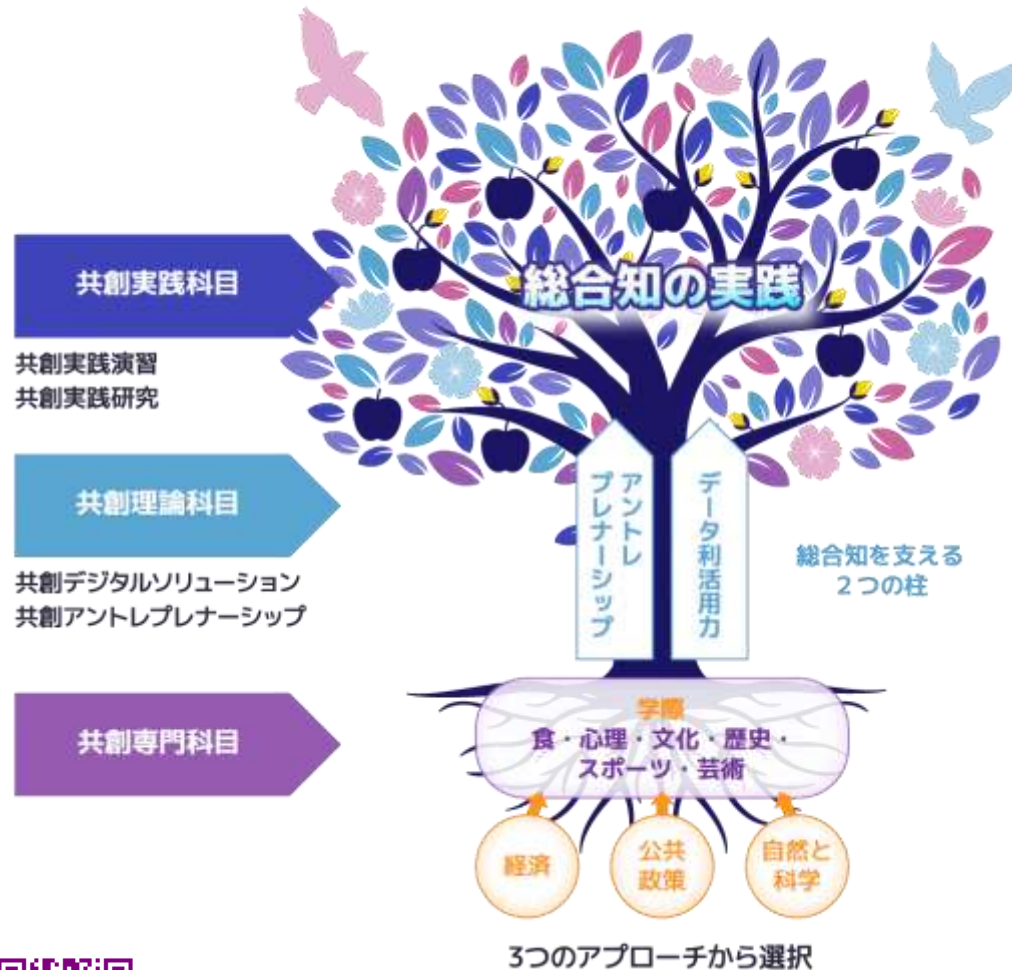 総合知の実践
共創実践科目
共創実践演習
共創実践研究
共創理論科目
共創デジタルソリューション
共創アントレプレナーシップ
アントレ
プレナーシップ
データ利活用力
総合知を支える
2つの柱
共創専門科目
学際
食・心理・文化・歴史・
スポーツ・芸術
経済
公共
政策
自然と
科学
3つのアプローチから選択